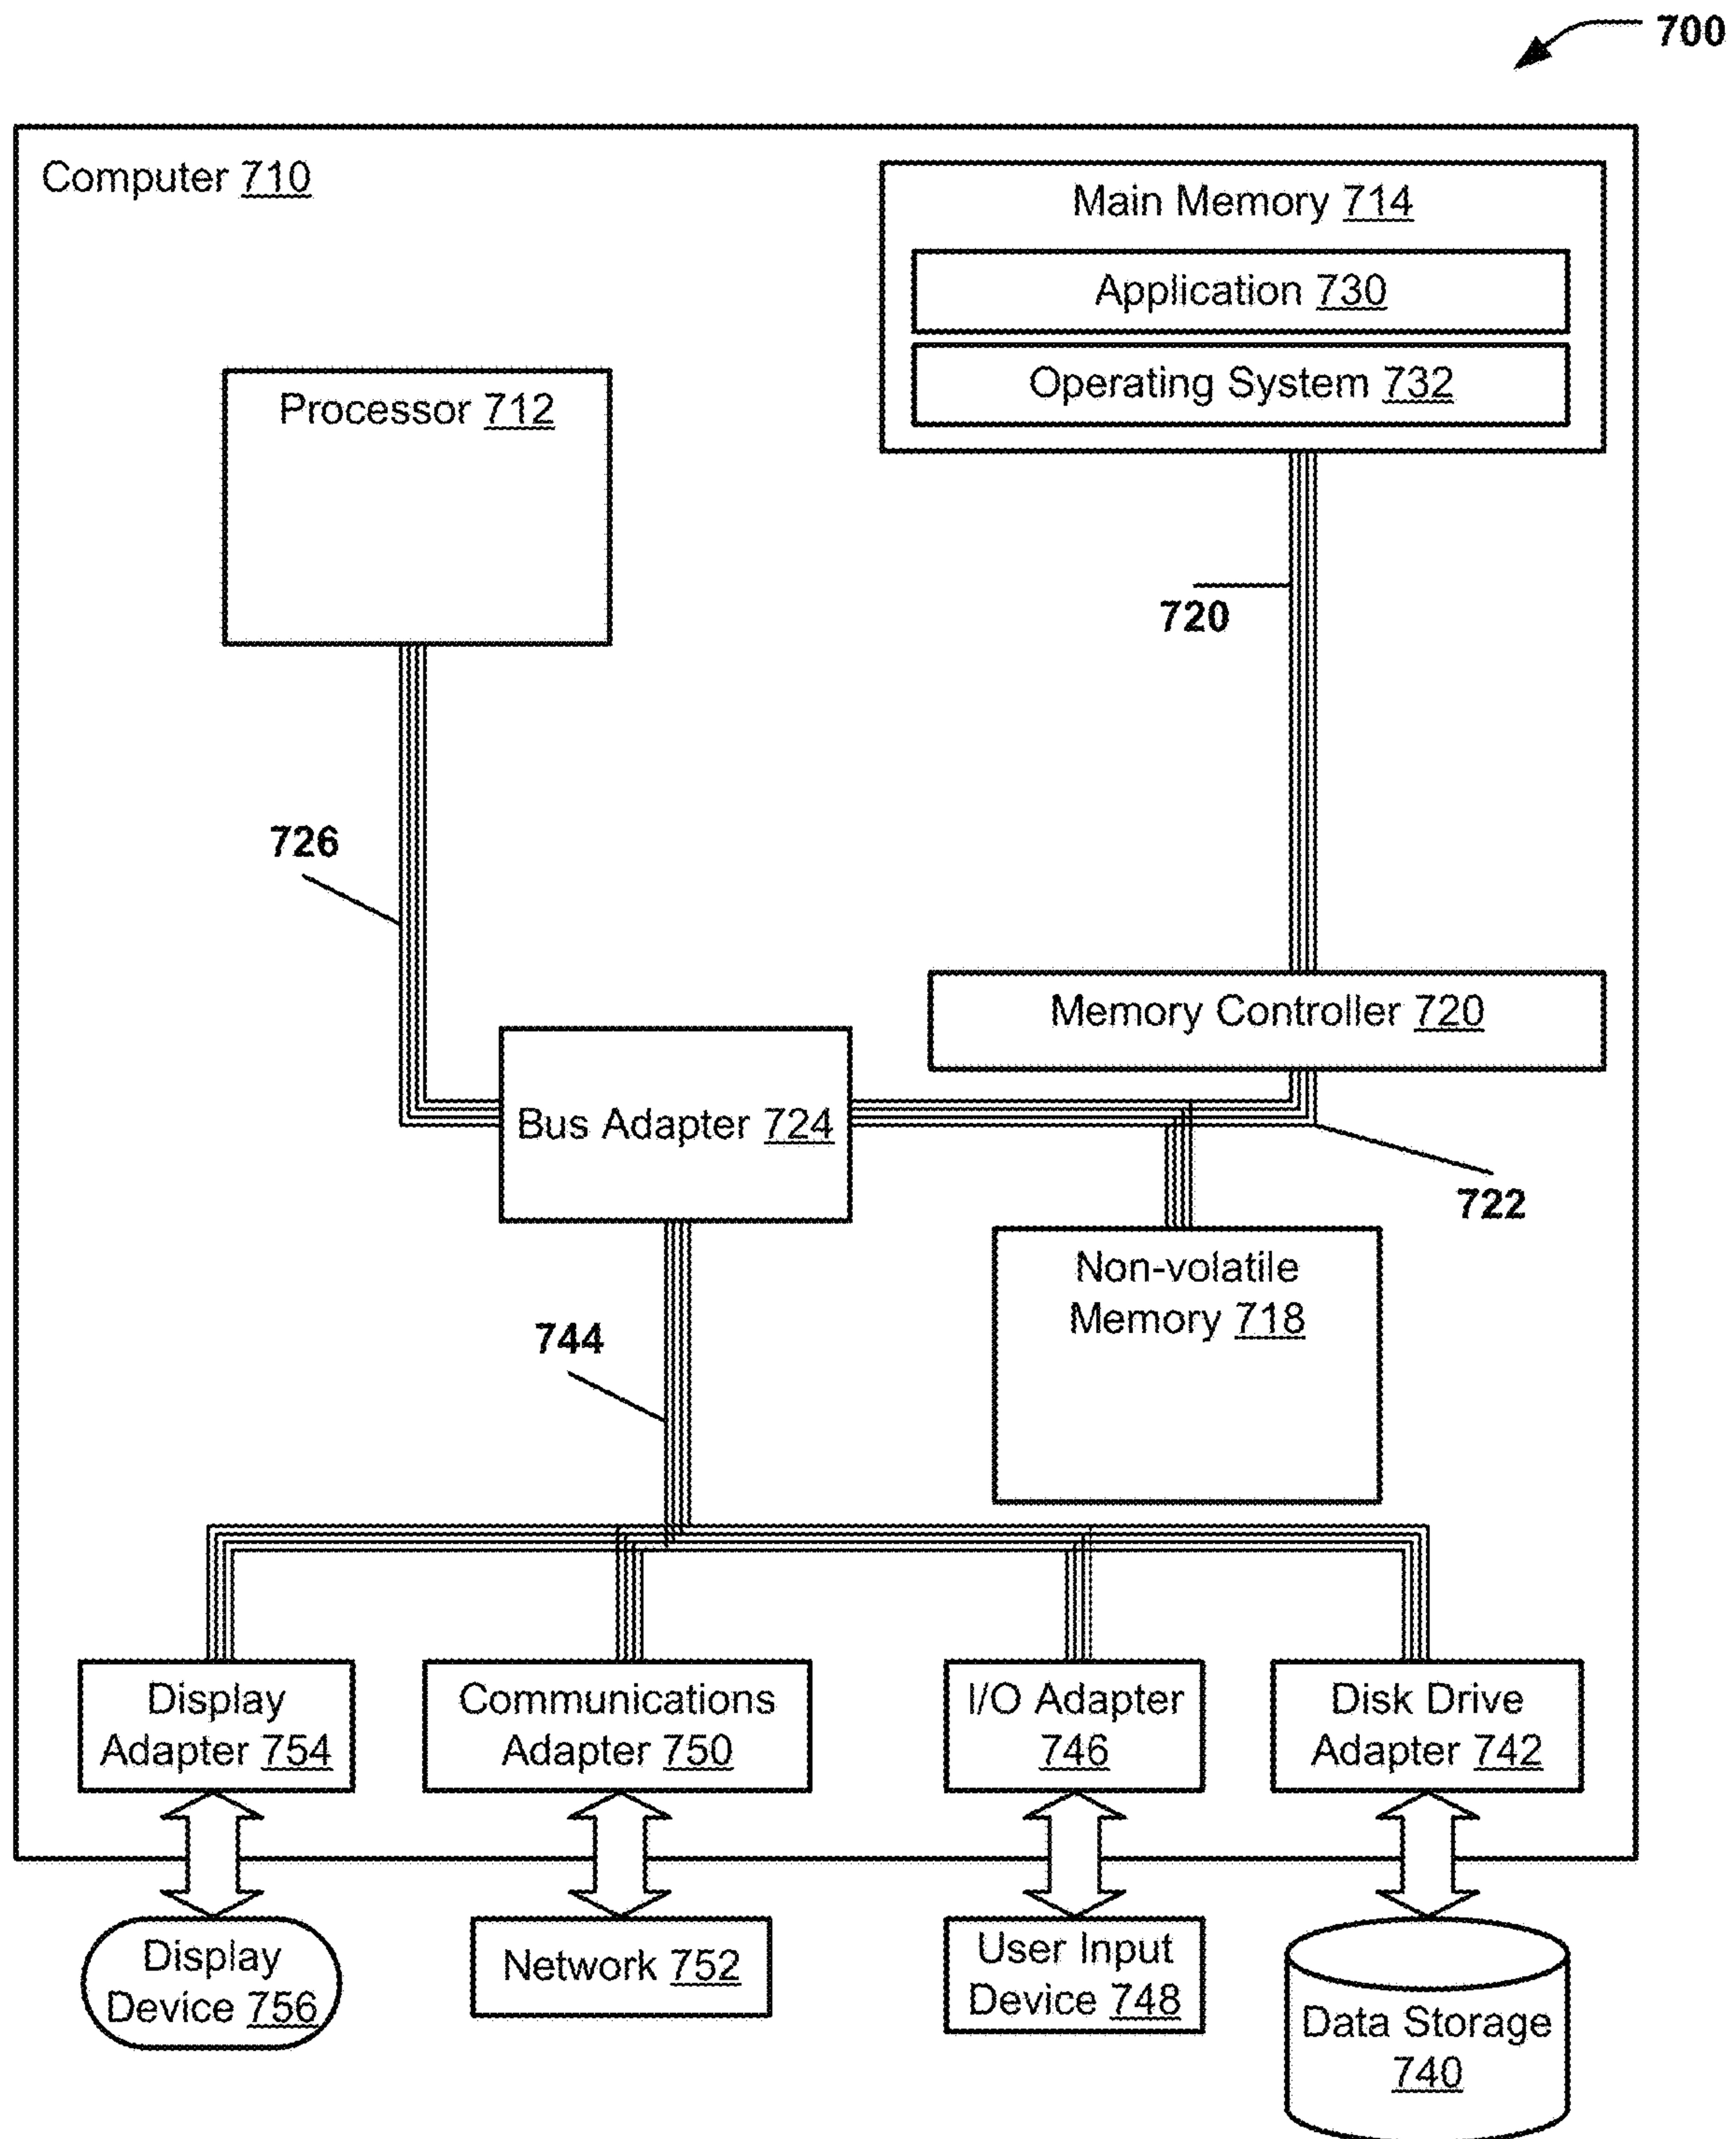 700
Computer 710
Main Memory 714
Application 730
Operating System 732
Processor 712
720
726
Memory Controller 720
Bus Adapter 724
722
Non-volatile
Memory 718
744
Display
Adapter 754
Communications
Adapter 750
I/O Adapter
746
Disk Drive
Adapter 742
Display
Device 756
Network 752
User Input
Device 748
Data Storage
740